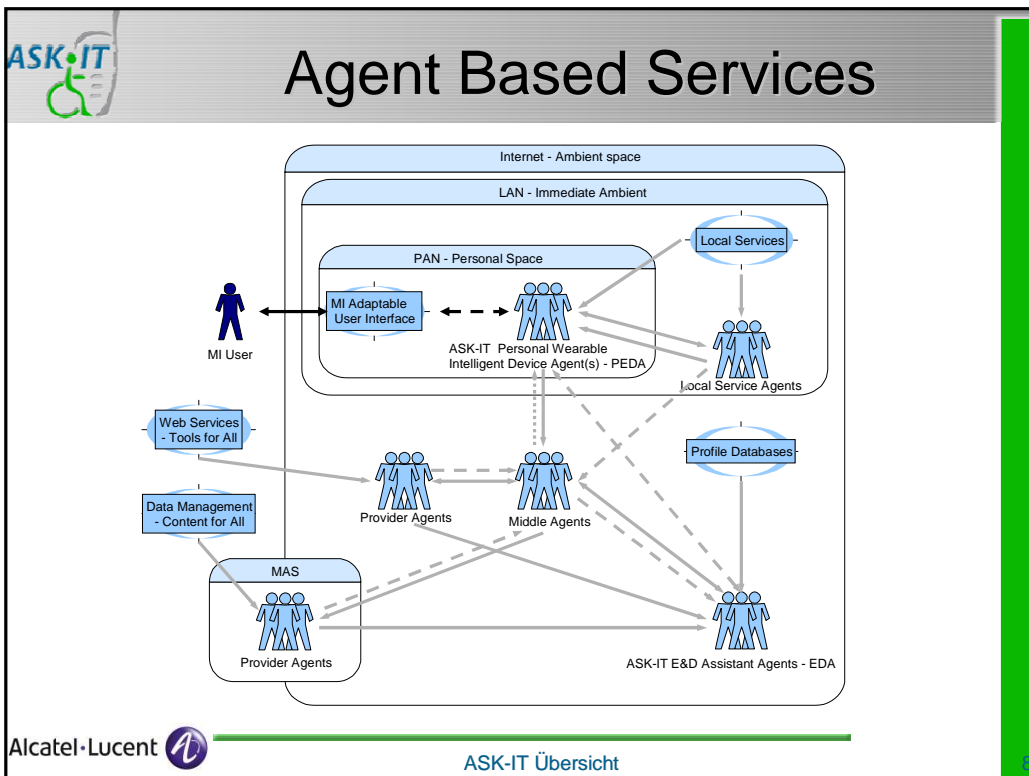 ASK-IT
Agent Based Services
Internet - Ambient space
LAN - Immediate Ambient
Local Services
PAN - Personal Space
MI Adaptable
User Interface
MI User
ASK-IT Personal Wearable
Intelligent Device Agent(s) - PEDA
Local Service Agents
Web Services
- Tools for All
Profile Databases
Data Management
- Content for All
Provider Agents
Middle Agents
MAS
Provider Agents
ASK-IT E&D Assistant Agents - EDA
Alcatel·Lucent
ASK-IT Übersicht
8